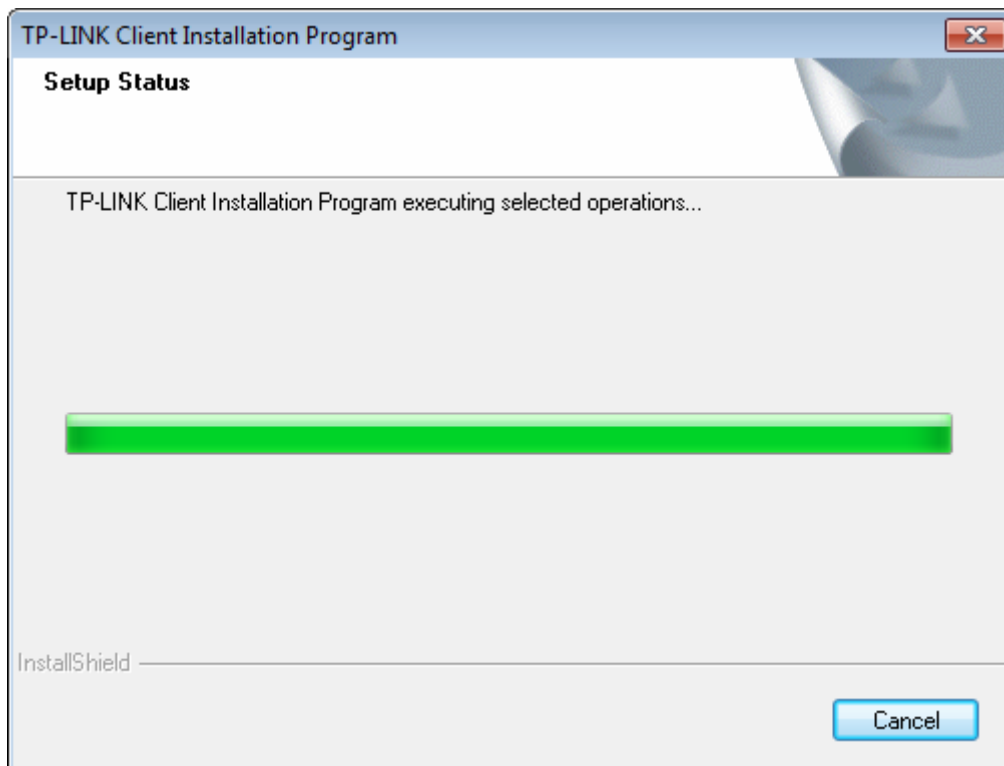 TP-LINK Client Installation Program
Setup Status
TP-LINK Client Installation Program executing selected operations...
InstallShield
Cancel